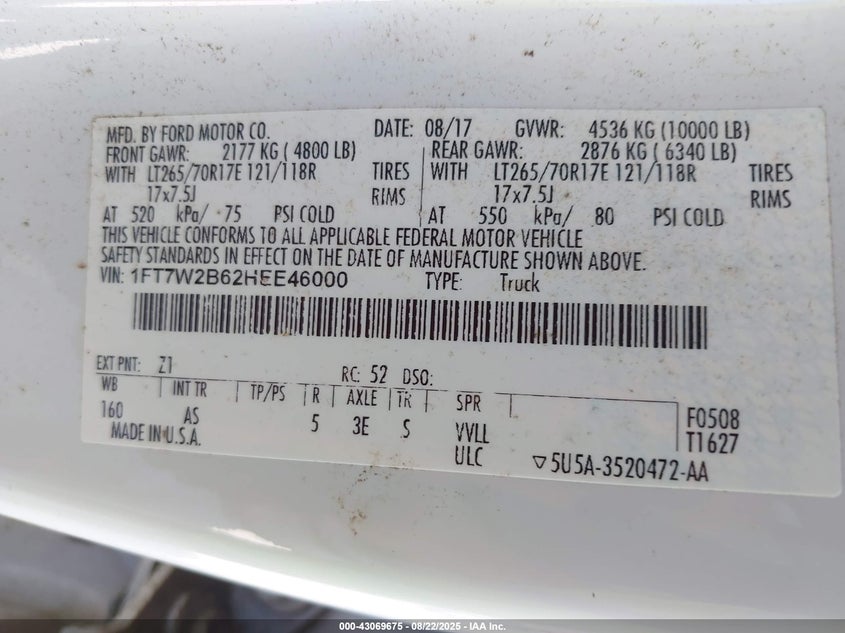 MFD. BY FORD MOTOR CO. DATE: 08/17 GVWR: 4536 KG (10000 LB)
FRONT GAWR: 2177 KG ( 4800 LB) REAR GAWR: 2876 KG ( 6340 LB)
WITH LT265/70R17E 121/118R TIRES WITH LT265/70R17E 121/118R TIRES
17x7.5J RIMS 17x7.5J RIMS
AT 520 kPa/ 75 PSI COLD AT 550 kPa/ 80 PSI COLD
THIS VEHICLE CONFORMS TO ALL APPLICABLE FEDERAL MOTOR VEHICLE
SAFETY STANDARDS IN EFFECT ON THE DATE OF MANUFACTURE SHOWN ABOVE.
VIN: 1FT7W2B62HEE46000 TYPE: Truck
EXT PNT: Z1 RC: 52 DSO:
WB INT TR TP/PS R AXLE TR SPR
160 AS 5 3E S VVLL F0508
MADE IN U.S.A. ULC T1627
▽5U5A-3520472-AA
000-43069675 - 08/22/2025 - IAA Inc.